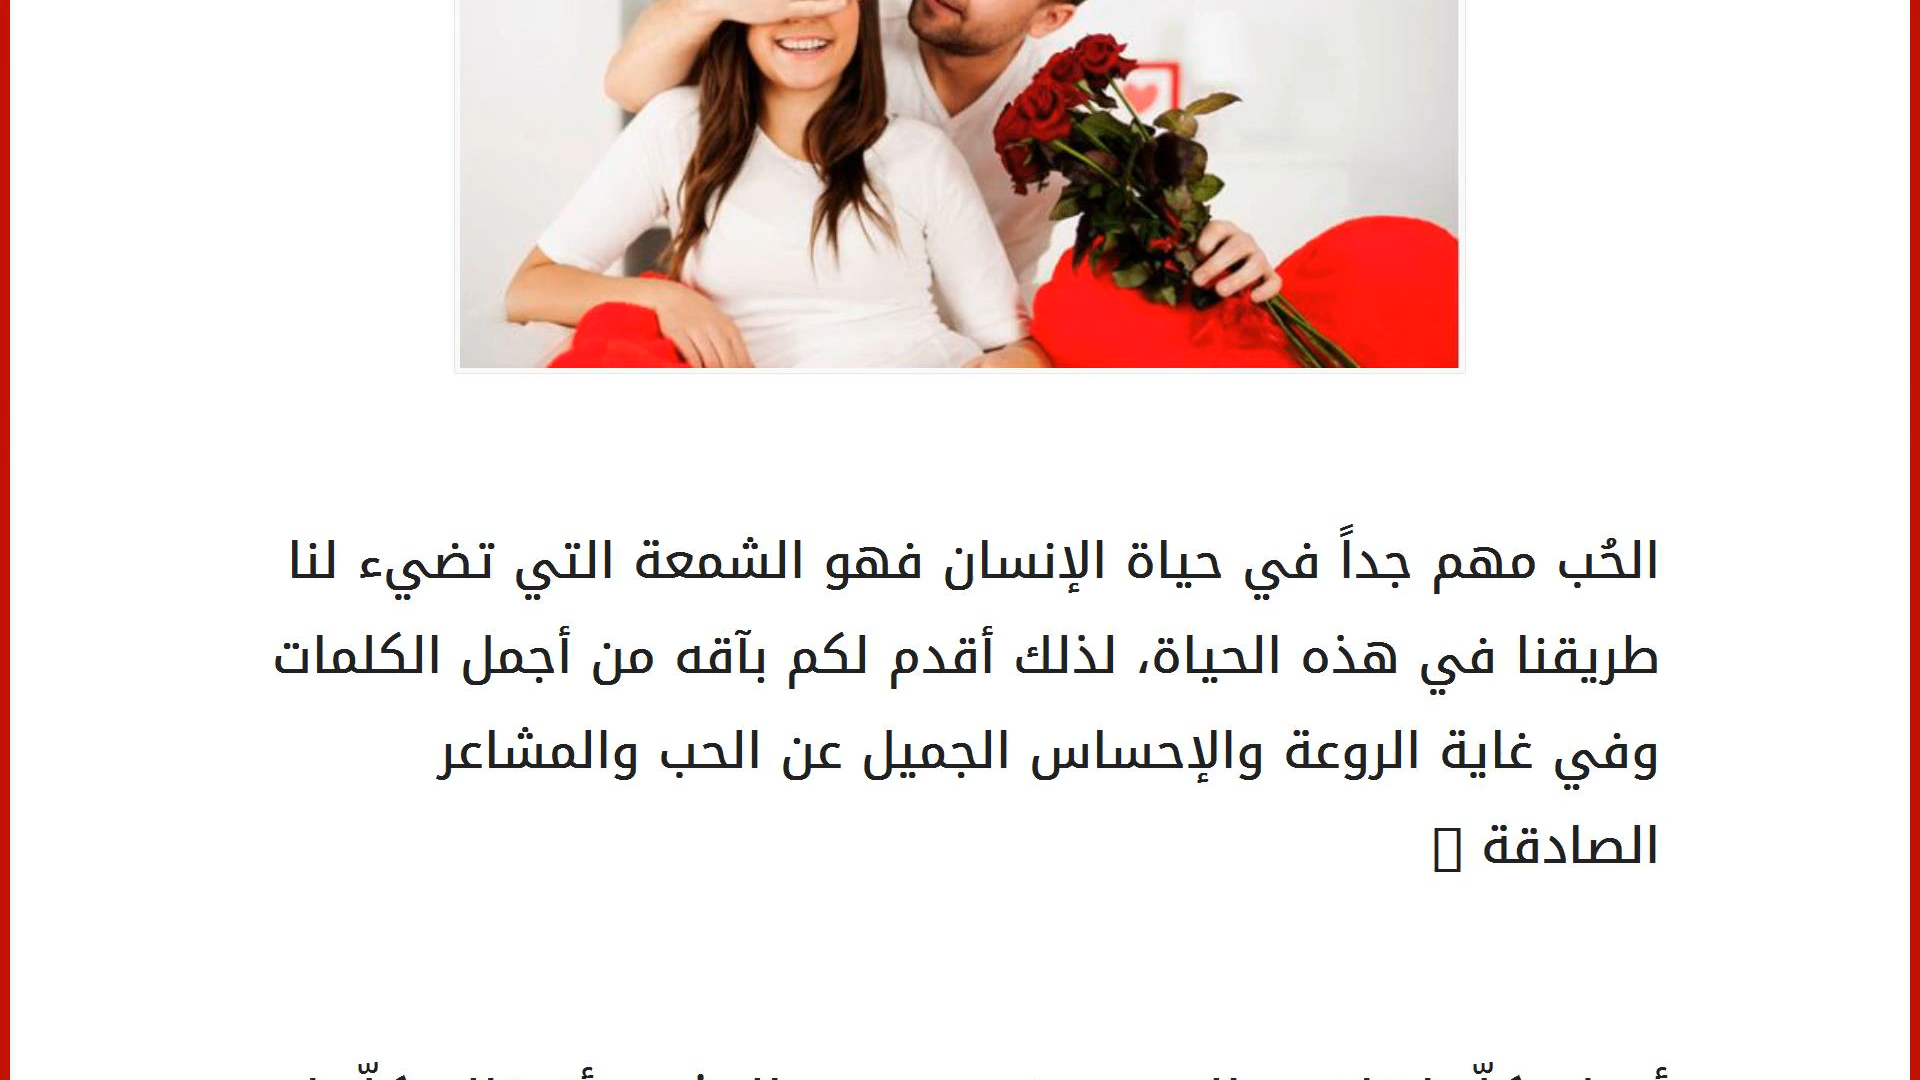 الحُب مهم جداً في حياة الإنسان فهو الشمعة التي تضيء لنا
طريقنا في هذه الحياة، لذلك أقدم لكم بآقه من أجمل الكلمات
وفي غاية الروعة والإحساس الجميل عن الحب والمشاعر
الصادقة